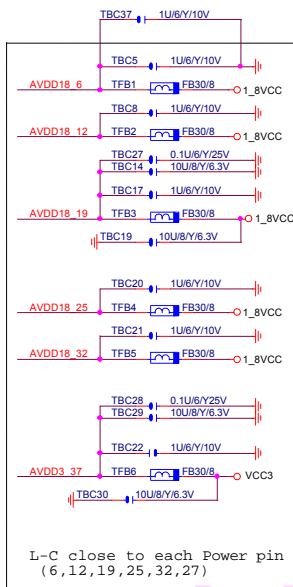 TBC37 1U/6/Y/10V
TBC5 1U/6/Y/10V
AVDD18_6 TFB1 FB30/8 1_8VCC
TBC8 1U/6/Y/10V
AVDD18_12 TFB2 FB30/8 1_8VCC
TBC27 0.1U/6/Y/25V
TBC14 10U/8/Y/6.3V
TBC17 1U/6/Y/10V
AVDD18_19 TFB3 FB30/8 1_8VCC
TBC19 10U/8/Y/6.3V
TBC20 1U/6/Y/10V
AVDD18_25 TFB4 FB30/8 1_8VCC
TBC21 1U/6/Y/10V
AVDD18_32 TFB5 FB30/8 1_8VCC
TBC28 0.1U/6/Y/25V
TBC29 10U/8/Y/6.3V
TBC22 1U/6/Y/10V
AVDD3_37 TFB6 FB30/8 VCC3
TBC30 10U/8/Y/6.3V
L-C close to each Power pin
(6,12,19,25,32,27)